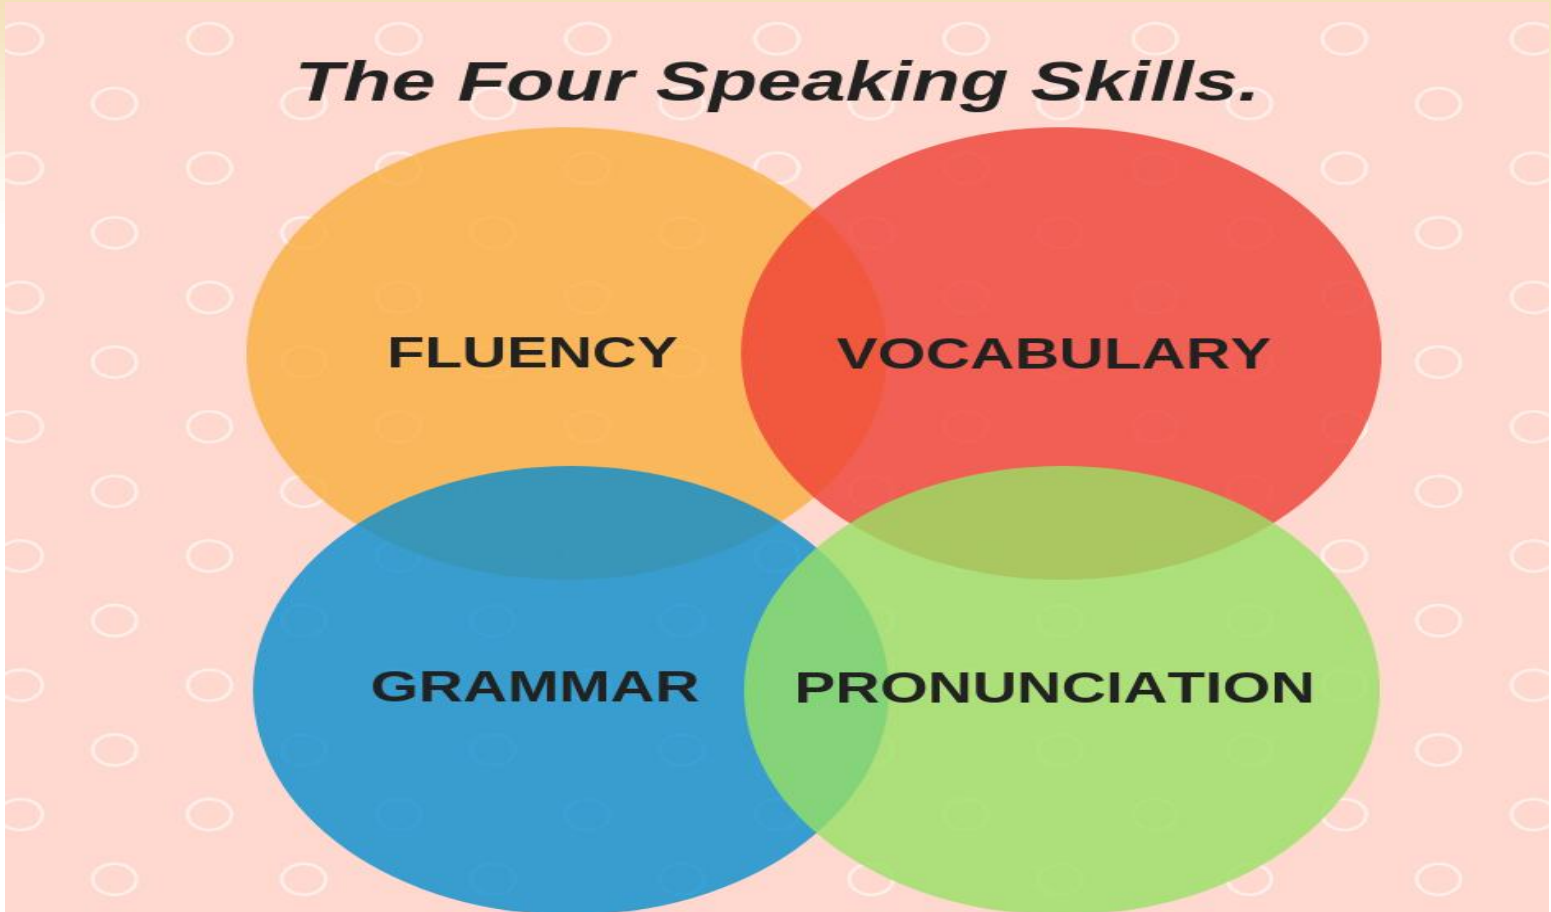 The Four Speaking Skills.
FLUENCY
VOCABULARY
GRAMMAR
PRONUNCIATION